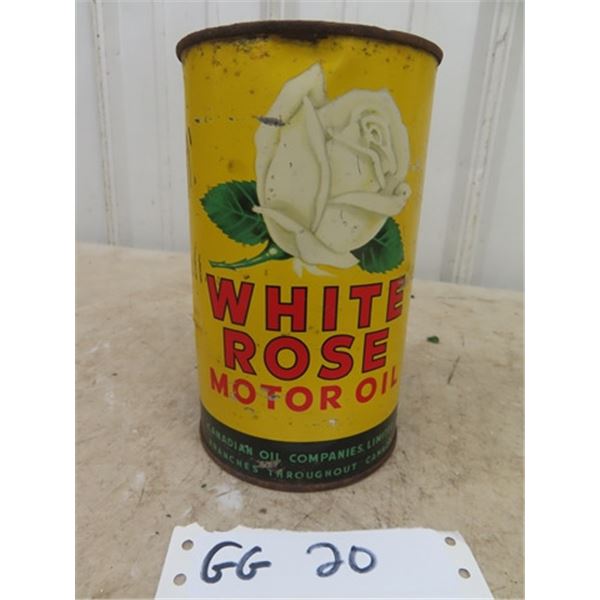 WHITE
ROSE
MOTOR OIL
CANADIAN OIL COMPANIES, LIMITED
BRANCHES THROUGHOUT CANADA
GG 20